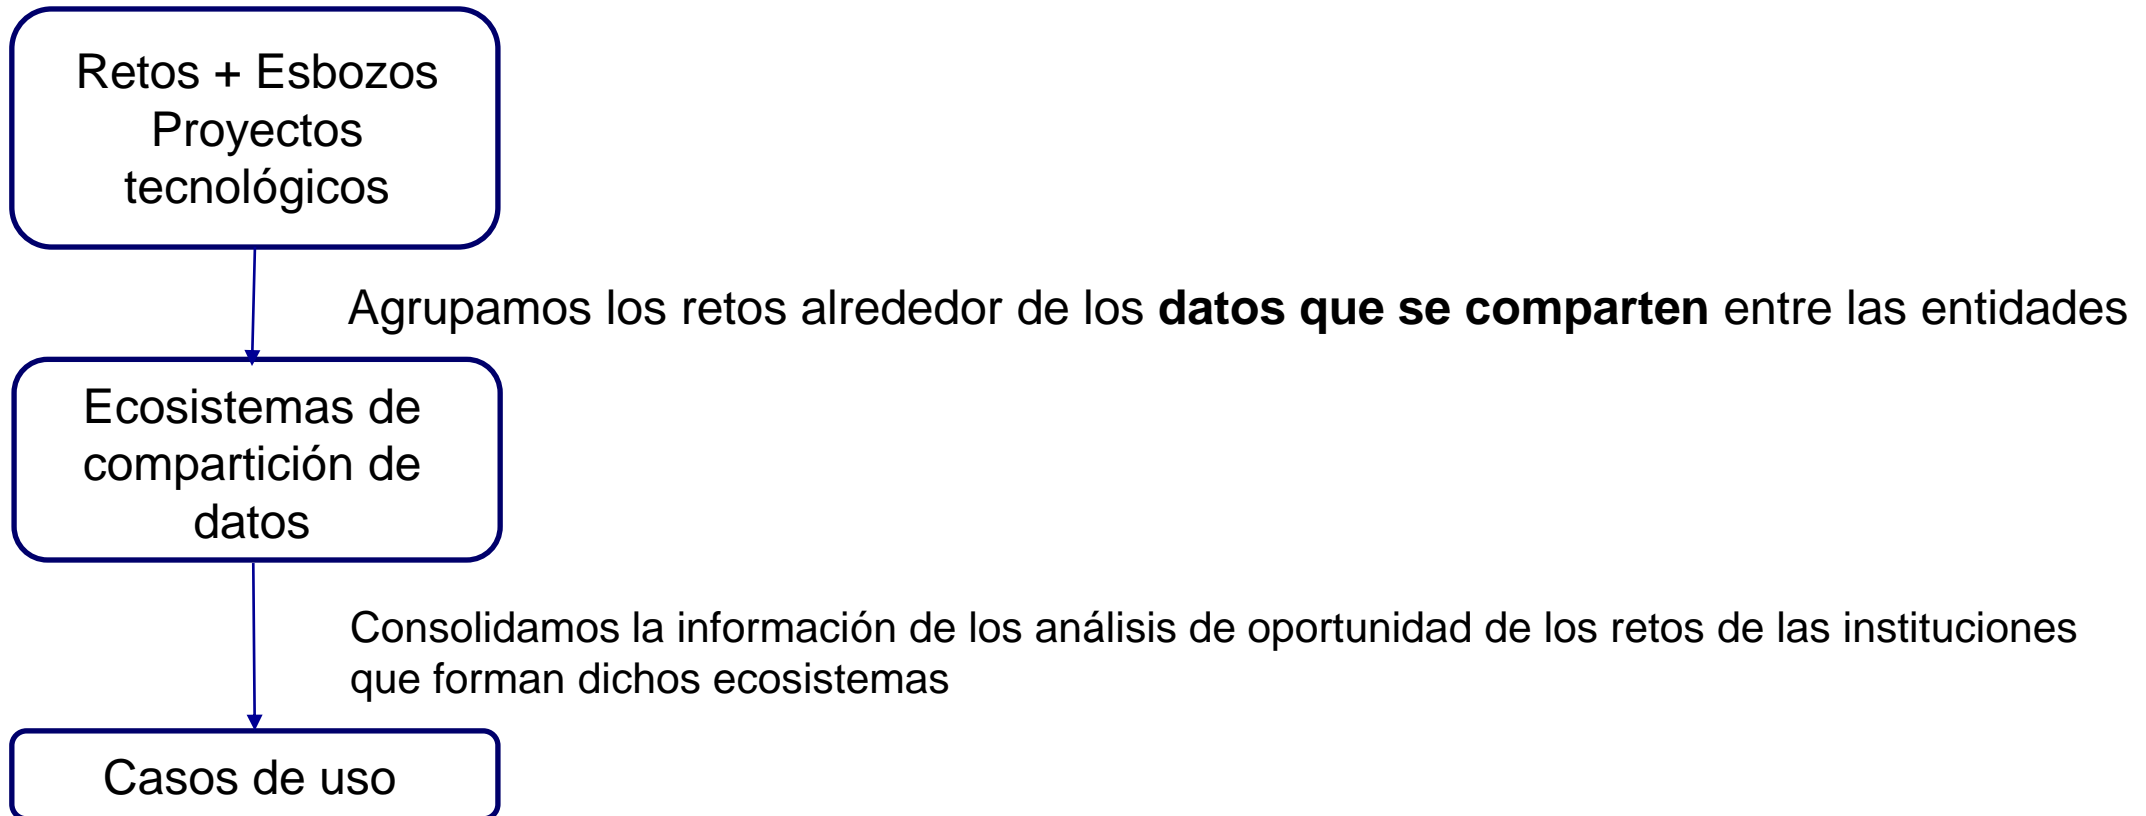 Retos + Esbozos
Proyectos
tecnológicos
Agrupamos los retos alrededor de los datos que se comparten entre las entidades
Ecosistemas de
compartición de
datos
Consolidamos la información de los análisis de oportunidad de los retos de las instituciones
que forman dichos ecosistemas
Casos de uso